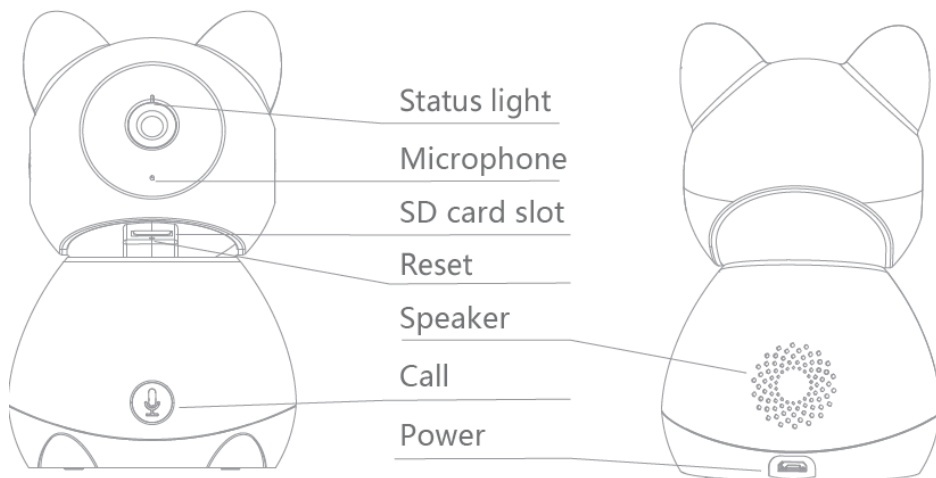 Status light
Microphone
SD card slot
Reset
Speaker
Call
Power